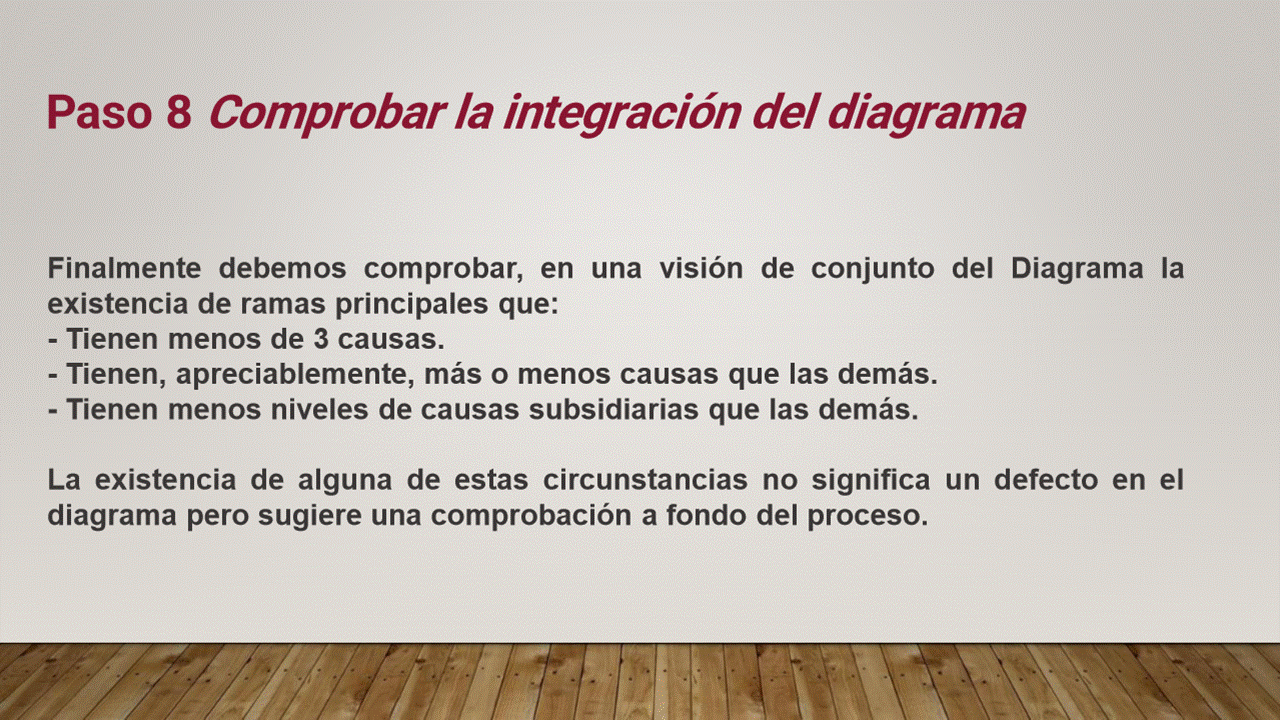 Paso 8 Comprobar la integración del diagrama
Finalmente debemos comprobar, en una visión de conjunto del Diagrama la
existencia de ramas principales que:
- Tienen menos de 3 causas.
- Tienen, apreciablemente, más o menos causas que las demás.
- Tienen menos niveles de causas subsidiarias que las demás.
La existencia de alguna de estas circunstancias no significa un defecto en el
diagrama pero sugiere una comprobación a fondo del proceso.